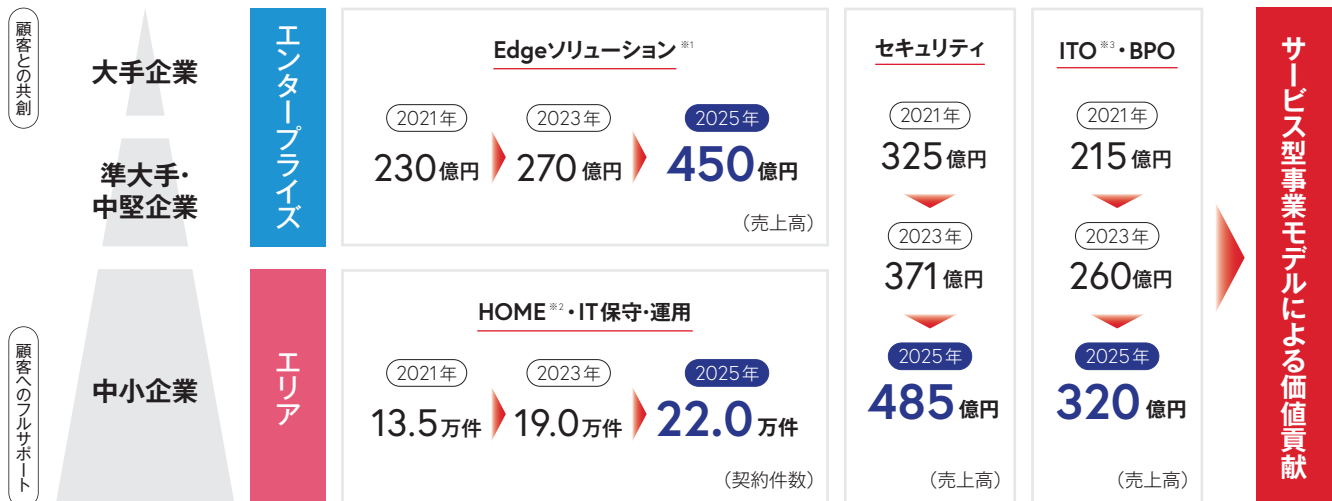 顧客との共創
大手企業
準大手・
中堅企業
顧客へのフルサポート
中小企業
エンタープライズ
Edgeソリューション※1
2021年
230億円
2023年
270億円
2025年
450億円
（売上高）
エリア
HOME※2・IT保守・運用
2021年
13.5万件
2023年
19.0万件
2025年
22.0万件
（契約件数）
セキュリティ
2021年
325億円
2023年
371億円
2025年
485億円
（売上高）
ITO※3・BPO
2021年
215億円
2023年
260億円
2025年
320億円
（売上高）
サービス型事業モデルによる価値貢献